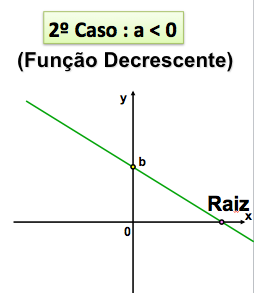 2º Caso : a < 0
(Função Decrescente)
y
b
Raiz
x
0